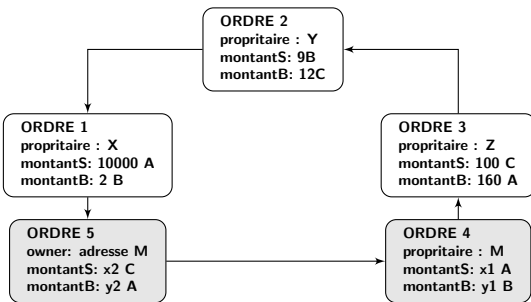 ORDRE 2
propritaire : Y
montantS: 9B
montantB: 12C
ORDRE 1
propritaire : X
montantS: 10000 A
montantB: 2 B
ORDRE 3
propritaire : Z
montantS: 100 C
montantB: 160 A
ORDRE 5
owner: adresse M
montantS: x2 C
montantB: y2 A
ORDRE 4
propritaire : M
montantS: x1 A
montantB: y1 B